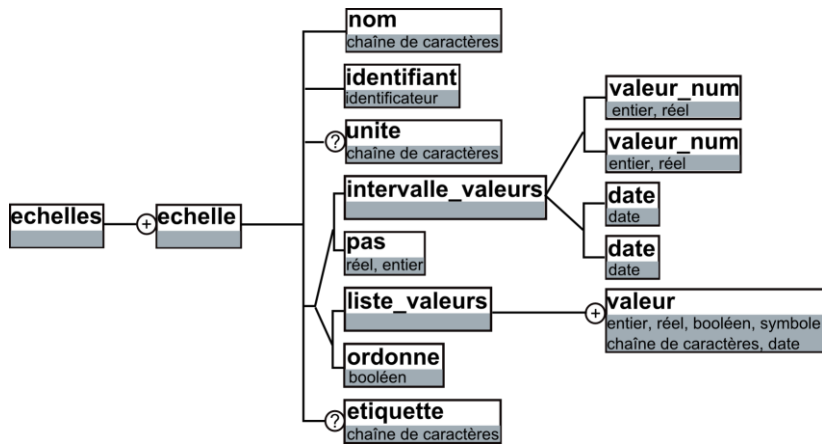 nom
chaîne de caractères
identifiant
identificateur
?
unite
chaîne de caractères
echelles
+
echelle
intervalle_valeurs
pas
réel, entier
liste_valeurs
ordonne
booléen
?
etiquette
chaîne de caractères
valeur_num
entier, réel
valeur_num
entier, réel
date
date
date
date
+
valeur
entier, réel, booléen, symbole
chaîne de caractères, date